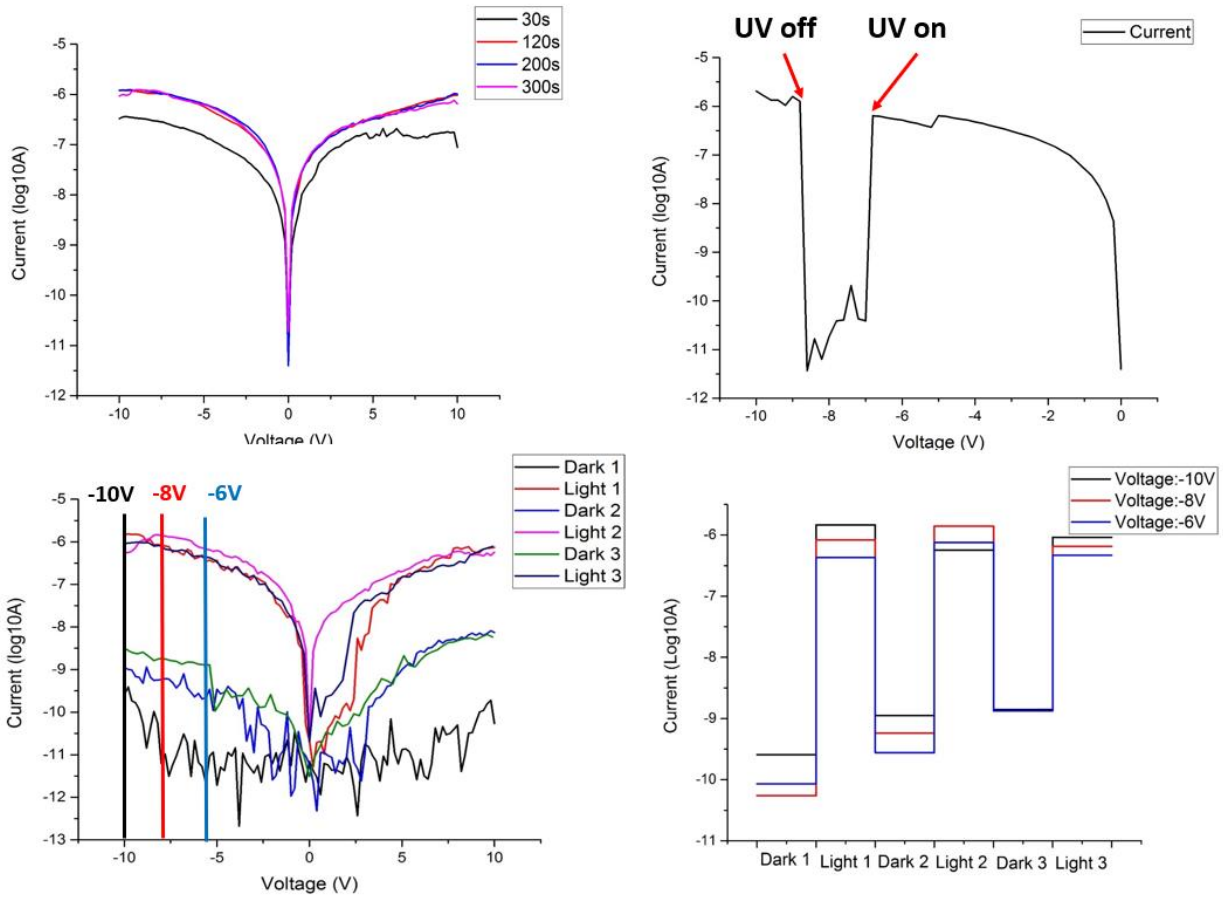 30s
120s
200s
300s
-5
-6
-7
-8
-9
-10
-11
-12
-10
-5
0
5
10
Current (log10A)
Voltage (V)
UV off
UV on
Current
-5
-6
-7
-8
-9
-10
-11
-12
-10
-8
-6
-4
-2
0
Current (log10A)
Voltage (V)
-10V
-8V
-6V
Dark 1
Light 1
Dark 2
Light 2
Dark 3
Light 3
-5
-6
-7
-8
-9
-10
-11
-12
-13
-10
-5
0
5
10
Current (log10A)
Voltage (V)
Voltage:-10V
Voltage:-8V
Voltage:-6V
-6
-7
-8
-9
-10
-11
Current (Log10A)
Dark 1
Light 1
Dark 2
Light 2
Dark 3
Light 3